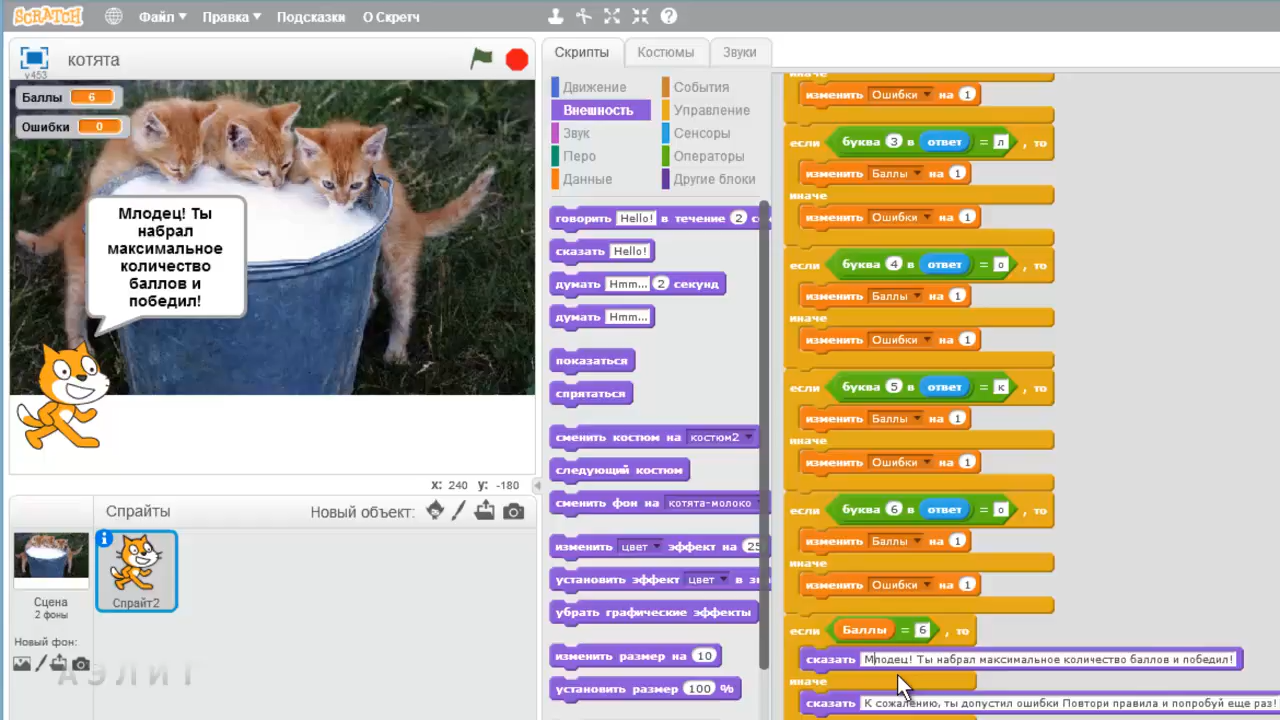 SCRATCH Файл Правка Подсказки О Скретч
v453 котята
Баллы 6
Ошибки 0
Млодец! Ты
набрал
максимальное
количество
баллов и
победил!
x: 240 y: -180
Спрайты Новый объект:
Сцена
2 фоны
Спрайт2
Новый фон:
АЭЛИТ
Скрипты Костюмы Звуки
Движение События
Внешность Управление
Звук Сенсоры
Перо Операторы
Данные Другие блоки
говорить Hello! в течение 2
сказать Hello!
думать Hmm... 2 секунд
думать Hmm...
показаться
спрятаться
сменить костюм на костюм2
следующий костюм
сменить фон на котята-молоко
изменить цвет эффект на 25
установить эффект цвет в
убрать графические эффекты
изменить размер на 10
установить размер 100 %
иначе
изменить Ошибки на 1
если буква 3 в ответ = л , то
изменить Баллы на 1
иначе
изменить Ошибки на 1
если буква 4 в ответ = о , то
изменить Баллы на 1
иначе
изменить Ошибки на 1
если буква 5 в ответ = к , то
изменить Баллы на 1
иначе
изменить Ошибки на 1
если буква 6 в ответ = о , то
изменить Баллы на 1
иначе
изменить Ошибки на 1
если Баллы = 6 , то
сказать Млодец! Ты набрал максимальное количество баллов и победил!
иначе
сказать К сожалению, ты допустил ошибки Повтори правила и попробуй еще раз!